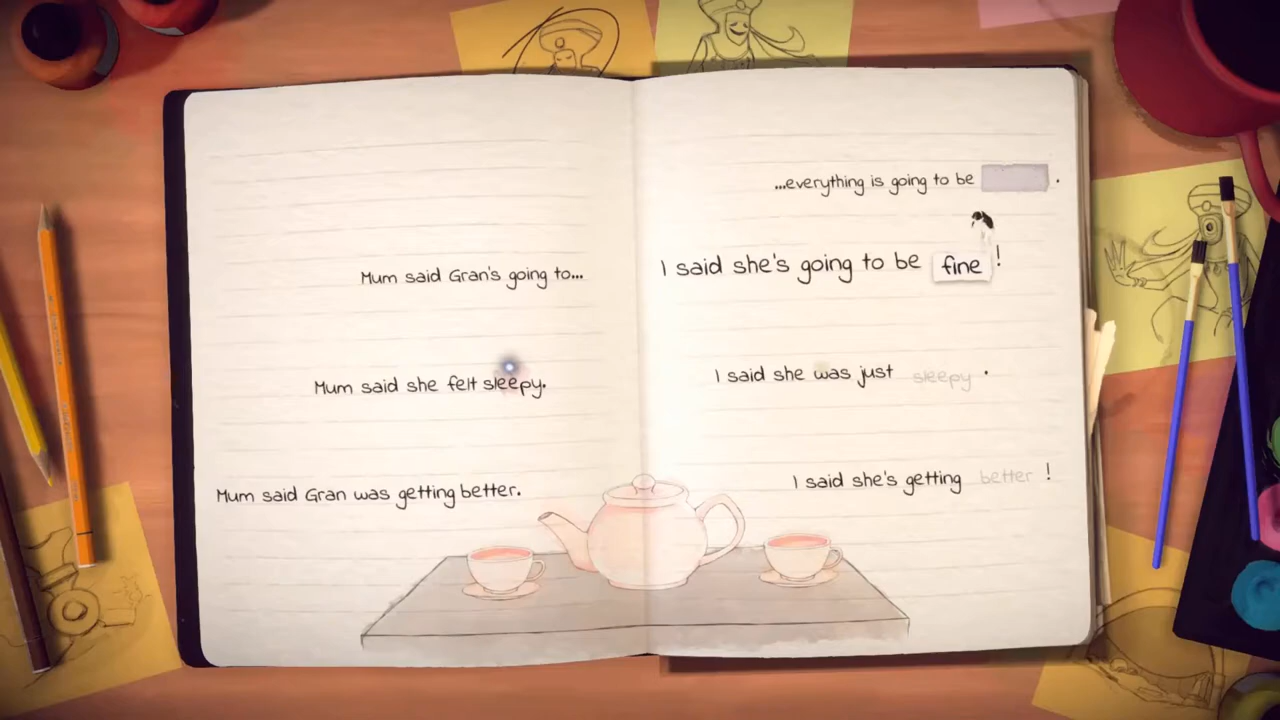 Mum said Gran was getting better.
Mum said she felt sleepy.
Mum said Gran's going to...
...everything is going to be .
I said she's going to be fine !
I said she was just sleepy .
I said she's getting better !